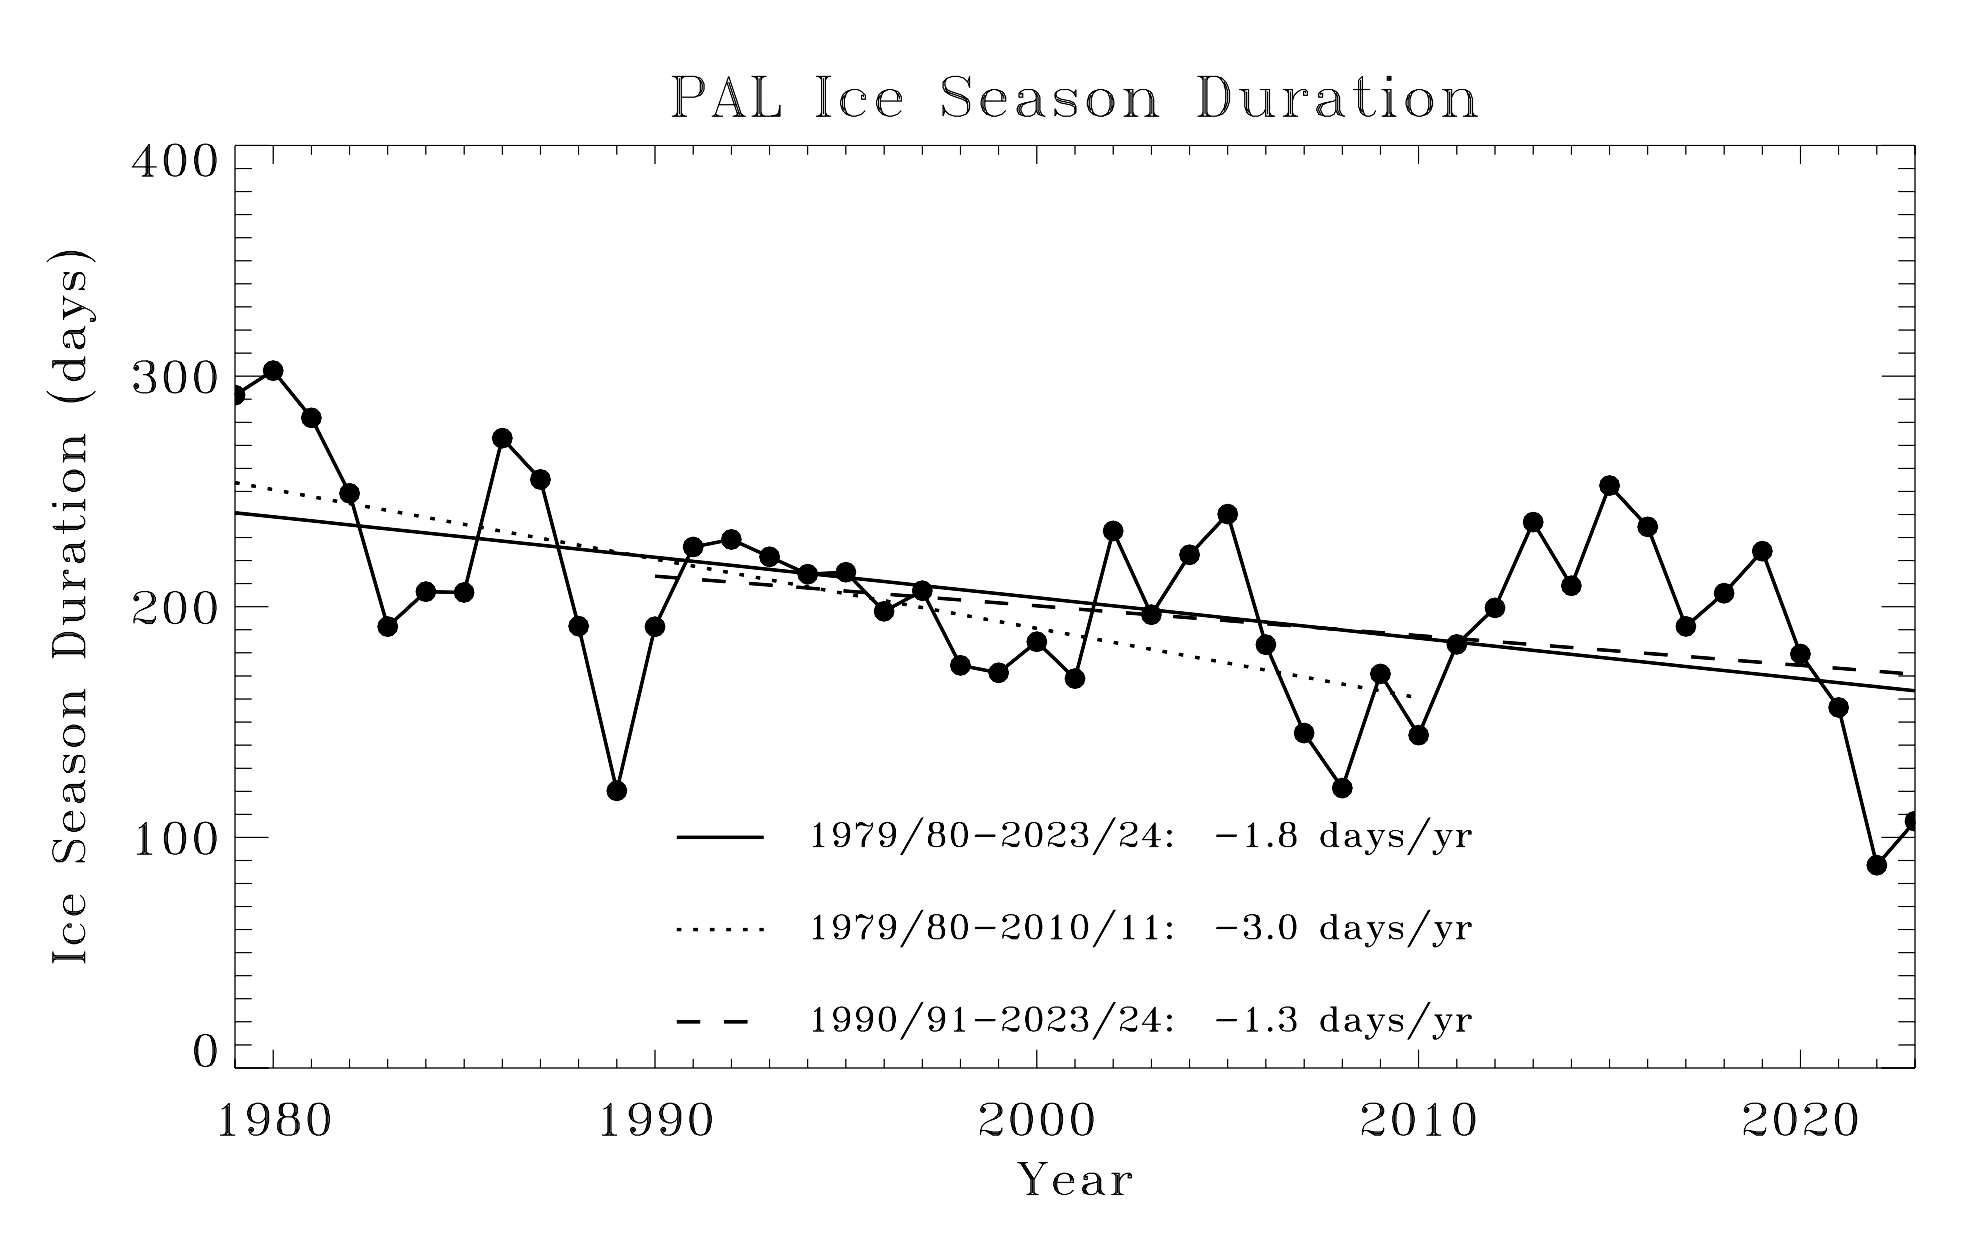 PAL Ice Season Duration
Ice Season Duration (days)
400
300
200
100
0
1979/80-2023/24: -1.8 days/yr
1979/80-2010/11: -3.0 days/yr
1990/91-2023/24: -1.3 days/yr
1980 1990 2000 2010 2020
Year